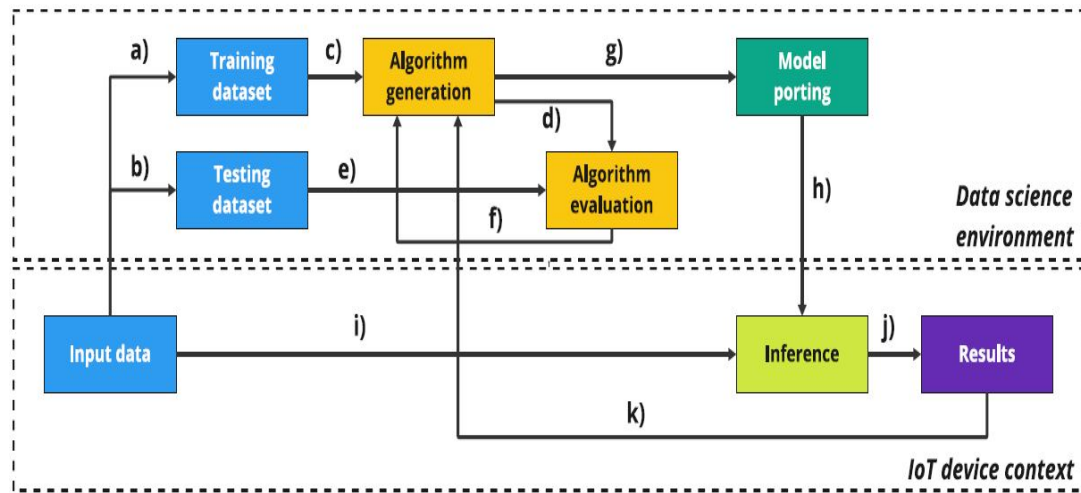 a)
Training
dataset
c)
Algorithm
generation
g)
Model
porting
d)
b)
Testing
dataset
e)
Algorithm
evaluation
f)
h)
Data science
environment
Input data
i)
Inference
j)
Results
k)
IoT device context